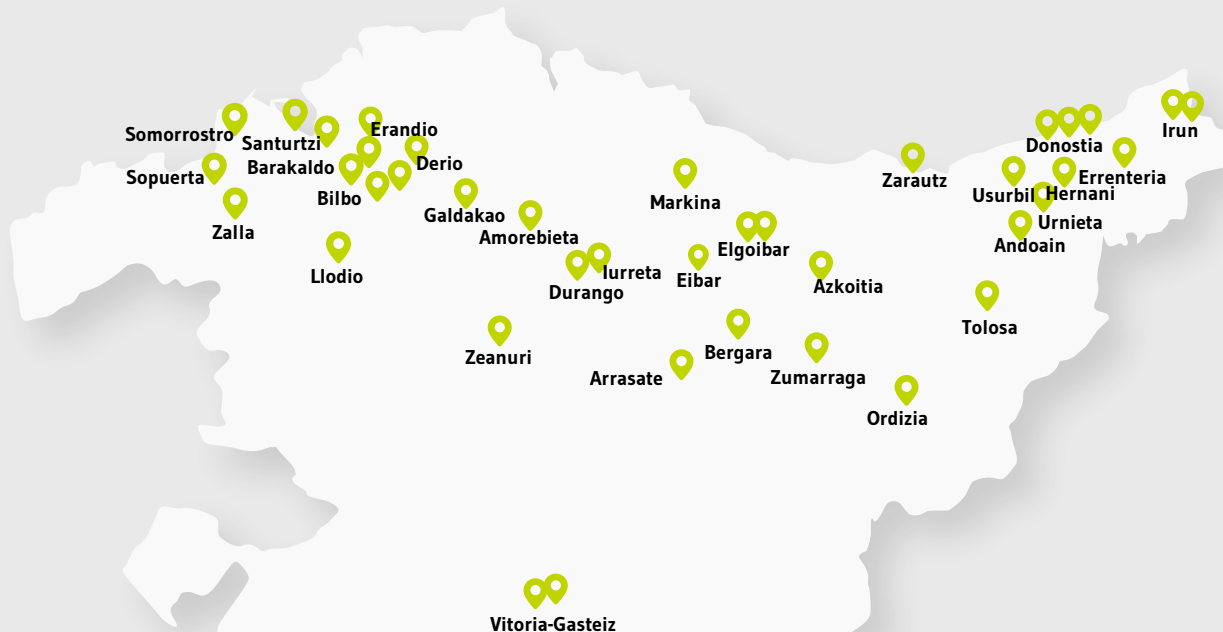 Somorrostro
Santurtzi
Erandio
Barakaldo
Derio
Sopuerta
Bilbo
Zalla
Galdakao
Amorebieta
Llodio
Iurreta
Durango
Zeanuri
Markina
Elgoibar
Eibar
Azkoitia
Bergara
Arrasate
Zumarraga
Ordizia
Zarautz
Donostia
Irun
Errenteria
Usurbil
Hernani
Urnieta
Andoain
Tolosa
Vitoria-Gasteiz